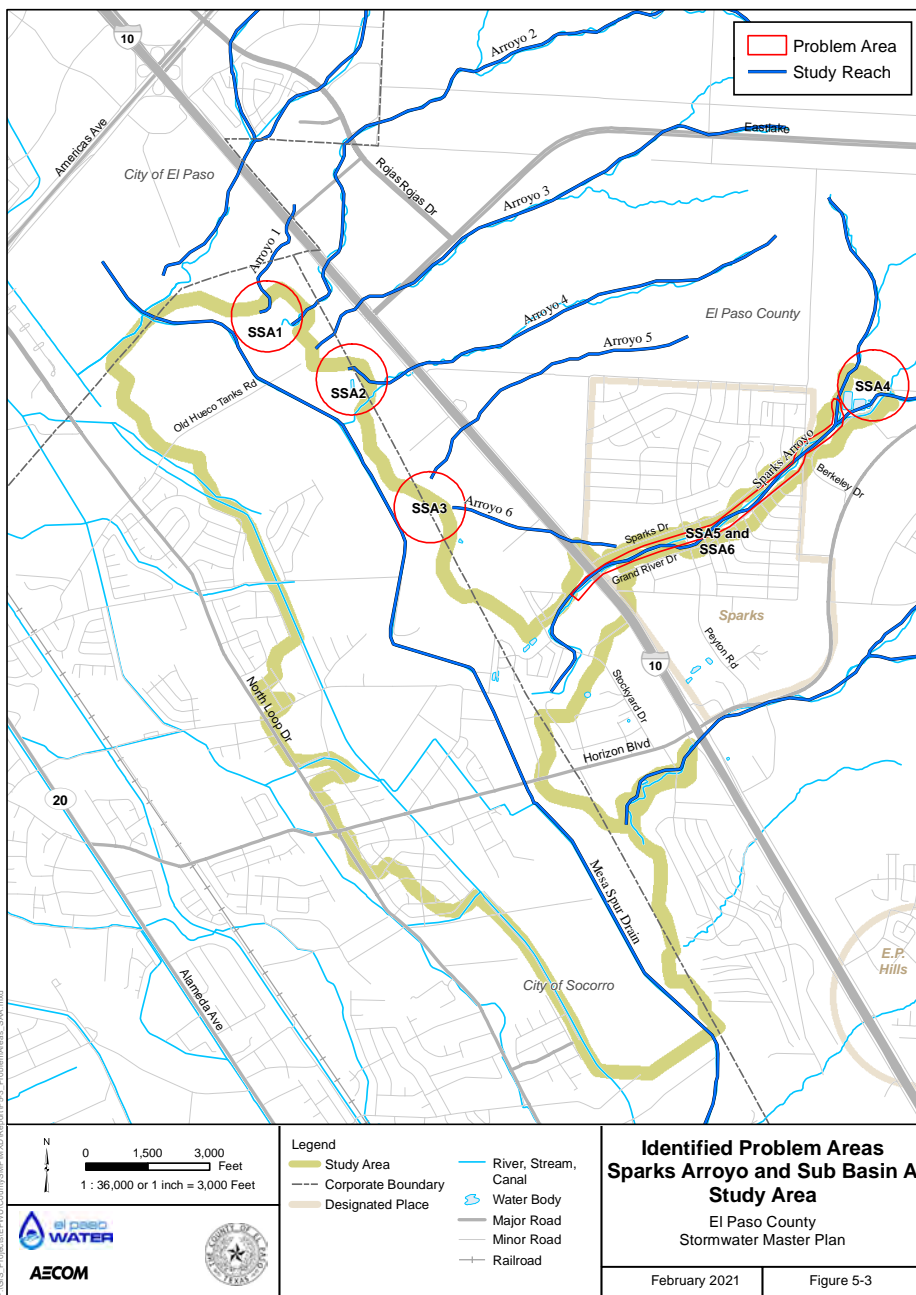 Problem Area
Study Reach
10
Arroyo 2
Americas Ave
City of El Paso
Eastlake
Rojas Rojas Dr
Arroyo 3
Arroyo 1
Arroyo 4
El Paso County
SSA1
Arroyo 5
SSA2
SSA4
Old Hueco Tanks Rd
Sparks Arroyo
Berkeley Dr
SSA3
Arroyo 6
Sparks Dr
SSA5 and
SSA6
Grand River Dr
Sparks
Peyton Rd
10
Stockyard Dr
North Loop Dr
Horizon Blvd
20
Mesa Spur Drain
E.P.
Hills
City of Socorro
Alameda Ave
N
0 1,500 3,000
Feet
1 : 36,000 or 1 inch = 3,000 Feet
el paso
WATER
AECOM
THE COUNTY OF EL PASO
TEXAS
Legend
Study Area
Corporate Boundary
Designated Place
River, Stream,
Canal
Water Body
Major Road
Minor Road
Railroad
Identified Problem Areas
Sparks Arroyo and Sub Basin A
Study Area
El Paso County
Stormwater Master Plan
February 2021
Figure 5-3